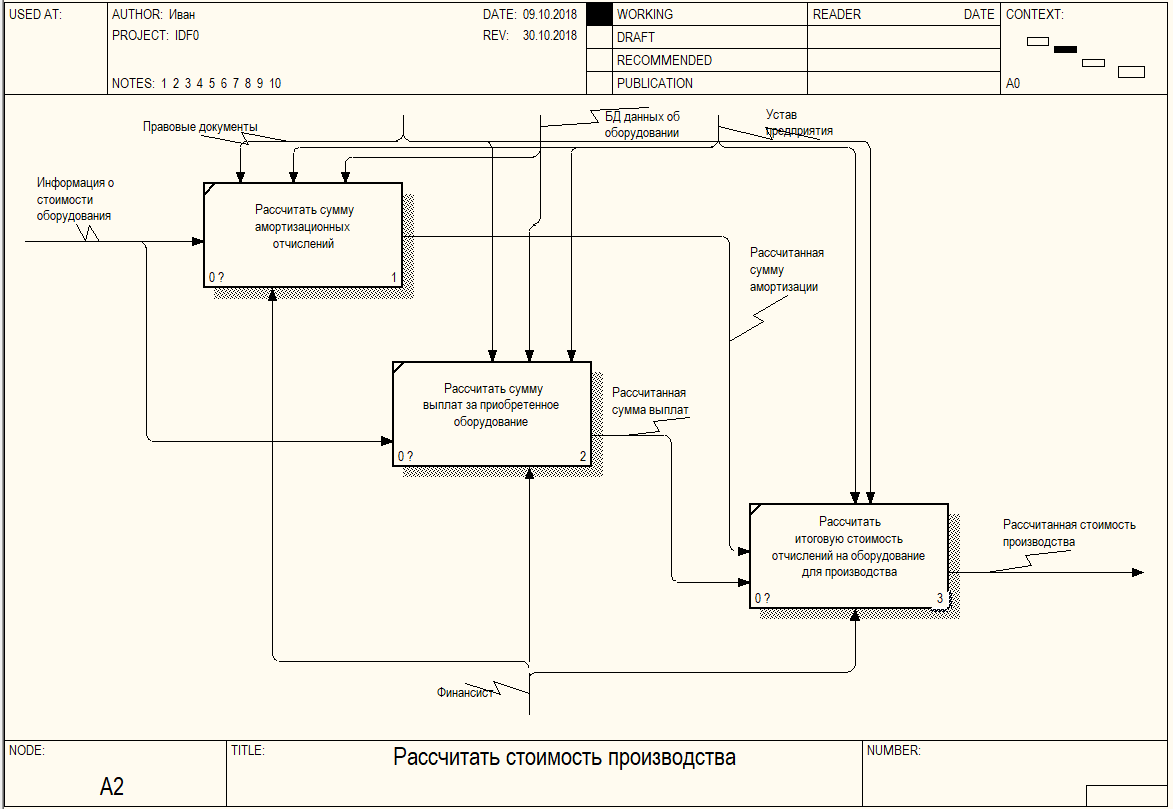 USED AT:
AUTHOR: Иван
DATE: 09.10.2018
PROJECT: IDF0
REV: 30.10.2018
NOTES: 1 2 3 4 5 6 7 8 9 10
WORKING
DRAFT
RECOMMENDED
PUBLICATION
READER
DATE
CONTEXT:
A0
Правовые документы
БД данных об
оборудовании
Устав
предприятия
Информация о
стоимости
оборудования
Рассчитать сумму
амортизационных
отчислений
0 ?
1
Рассчитанная
сумму
амортизации
Рассчитать сумму
выплат за приобретенное
оборудование
0 ?
2
Рассчитанная
сумма выплат
Рассчитать
итоговую стоимость
отчислений на оборудование
для производства
0 ?
3
Рассчитанная стоимость
производства
Финансист
NODE:
A2
TITLE:
Рассчитать стоимость производства
NUMBER: